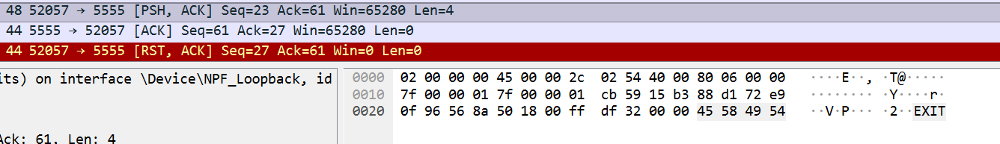 48 52057 → 5555 [PSH, ACK] Seq=23 Ack=61 Win=65280 Len=4
44 5555 → 52057 [ACK] Seq=61 Ack=27 Win=65280 Len=0
44 52057 → 5555 [RST, ACK] Seq=27 Ack=61 Win=0 Len=0
its) on interface \Device\NPF_Loopback, id
Ack: 61, Len: 4
0000 02 00 00 00 45 00 00 2c 02 54 40 00 80 06 00 00 ····E··, ·T@·····
0010 7f 00 00 01 7f 00 00 01 cb 59 15 b3 88 d1 72 e9 ········ ·Y····r·
0020 0f 96 56 8a 50 18 00 ff df 32 00 00 45 58 49 54 ··V·P··· ·2··EXIT